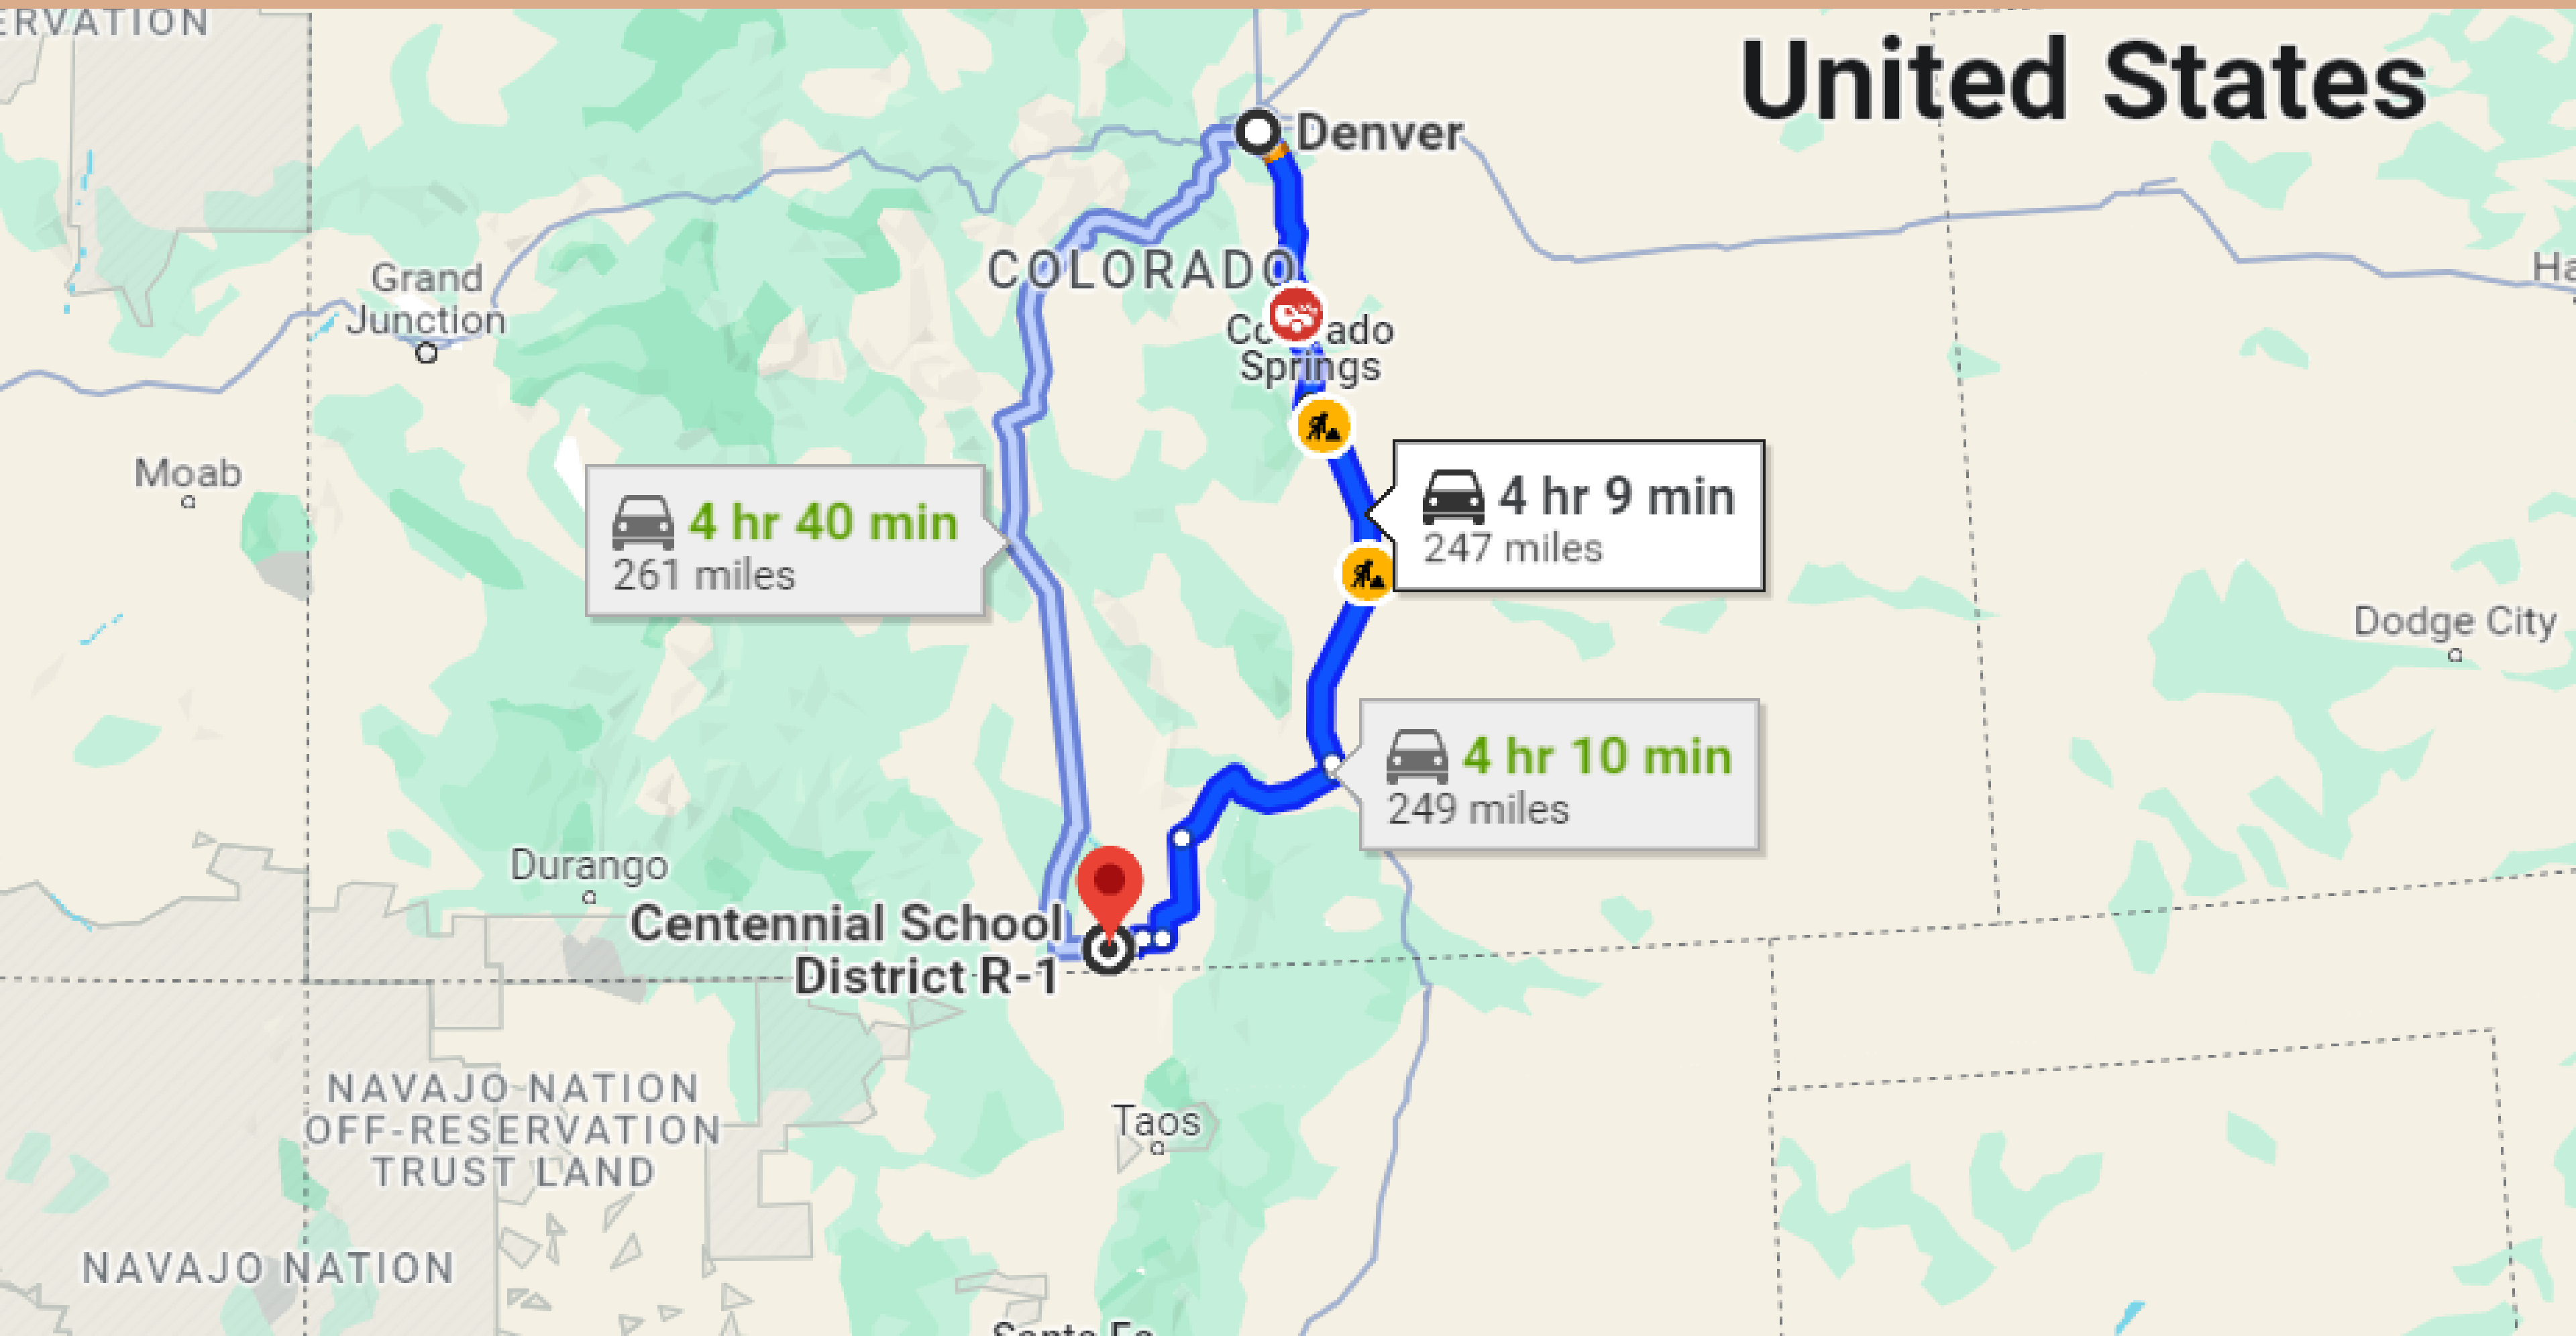 ERVATION
United States
Denver
COLORADO
Grand
Junction
Springs
Moab
4 hr 40 min
261 miles
4 hr 9 min
247 miles
Dodge City
4 hr 10 min
249 miles
Durango
Centennial School
District R-1
NAVAJO NATION
OFF-RESERVATION
TRUST LAND
Taos
NAVAJO NATION
Santa Fe